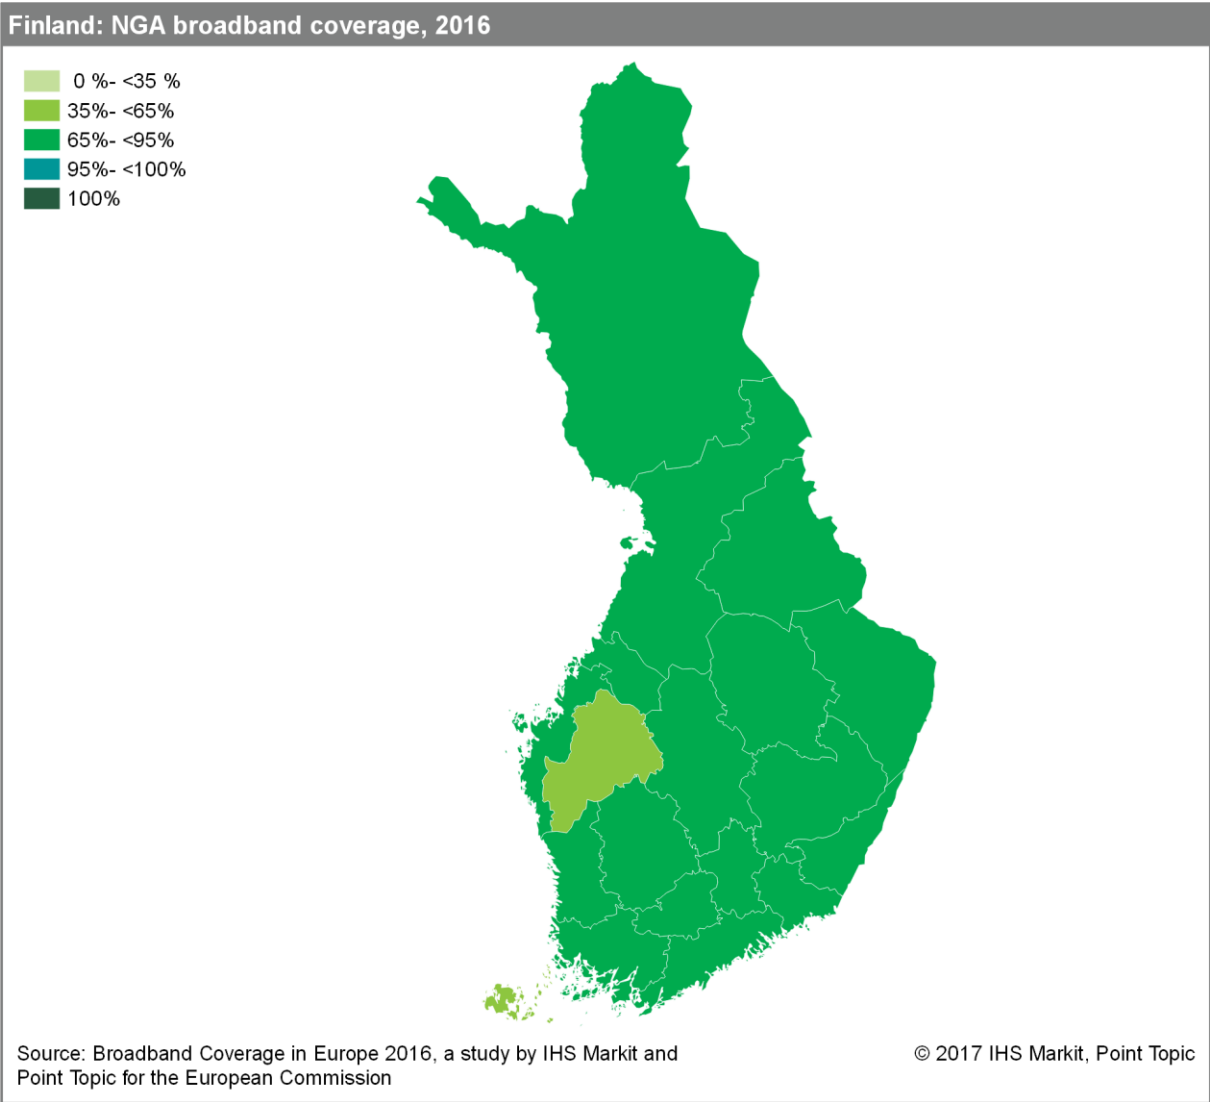 Finland: NGA broadband coverage, 2016
0 %- <35 %
35%- <65%
65%- <95%
95%- <100%
100%
Source: Broadband Coverage in Europe 2016, a study by IHS Markit and
Point Topic for the European Commission
© 2017 IHS Markit, Point Topic